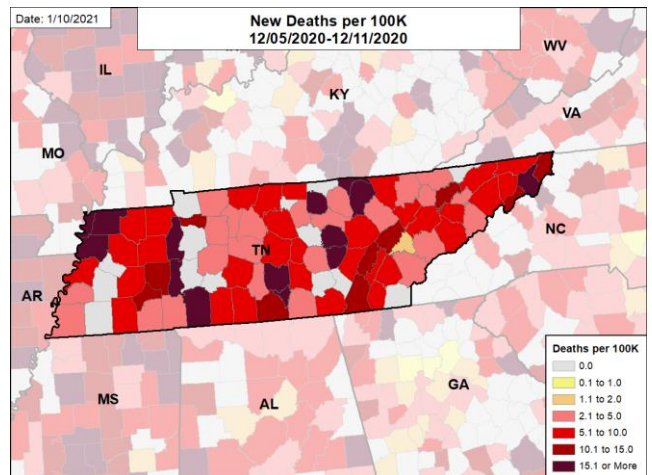 Date: 1/10/2021
New Deaths per 100K
12/05/2020-12/11/2020
IL
WV
KY
VA
MO
TN
NC
AR
MS
AL
GA
Deaths per 100K
0.0
0.1 to 1.0
1.1 to 2.0
2.1 to 5.0
5.1 to 10.0
10.1 to 15.0
15.1 or More